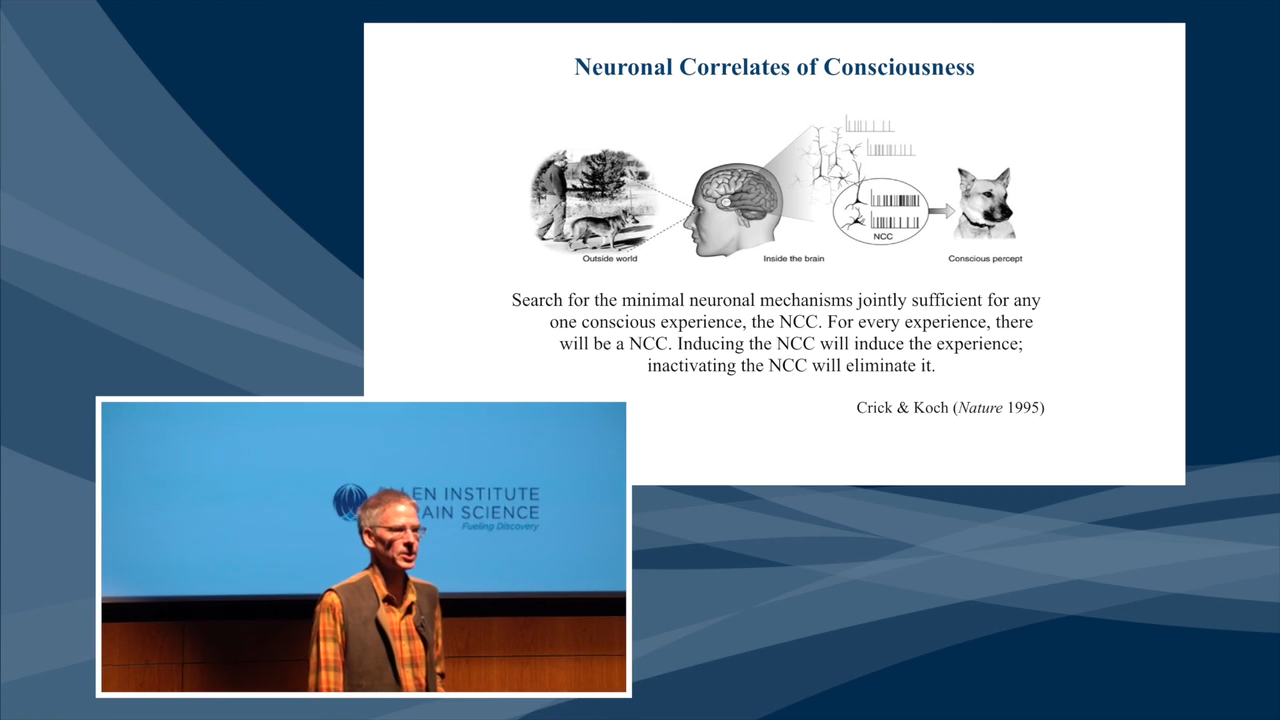 Neuronal Correlates of Consciousness
NCC
Outside world
Inside the brain
Conscious percept
Search for the minimal neuronal mechanisms jointly sufficient for any
one conscious experience, the NCC. For every experience, there
will be a NCC. Inducing the NCC will induce the experience;
inactivating the NCC will eliminate it.
Crick & Koch (Nature 1995)
LEN INSTITUTE
AIN SCIENCE
Fueling Discovery